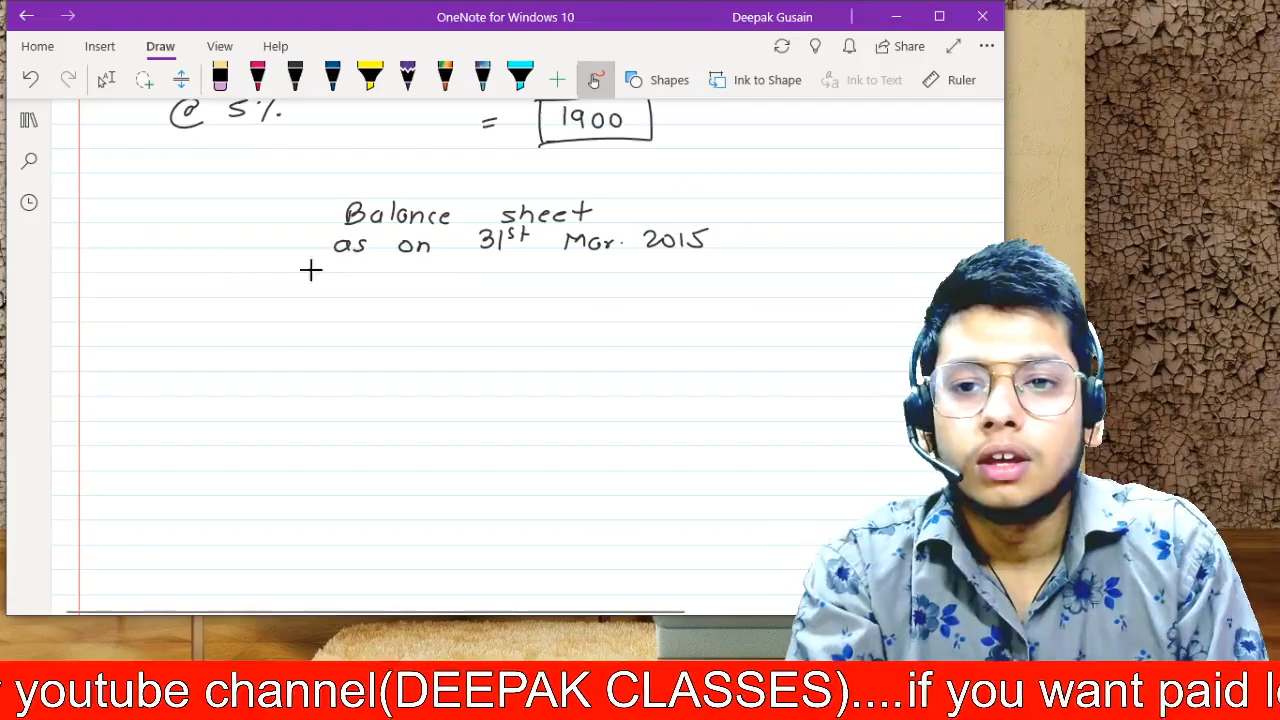 OneNote for Windows 10
Deepak Gusain
Home Insert Draw View Help Share
Shapes Ink to Shape Ink to Text Ruler
@ 5%. = 1900
Balance sheet
as on 31st Mar. 2015
youtube channel(DEEPAK CLASSES)....if you want paid